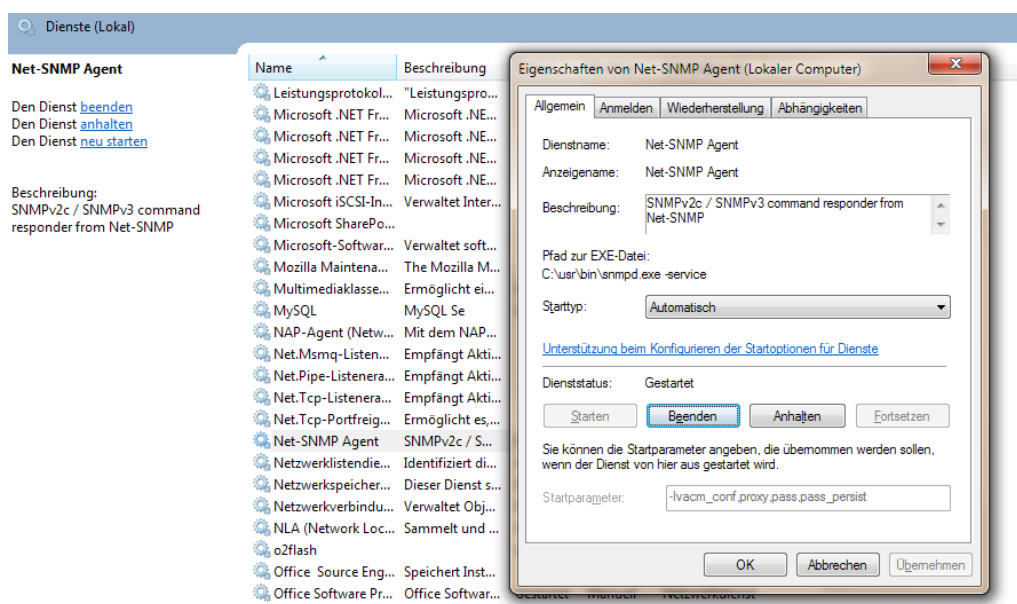 Dienste (Lokal)
Net-SNMP Agent
Den Dienst beenden
Den Dienst anhalten
Den Dienst neu starten
Beschreibung:
SNMPv2c / SNMPv3 command
responder from Net-SNMP
Name Beschreibung
Leistungsprotokol... "Leistungspro...
Microsoft .NET Fr... Microsoft .NE...
Microsoft .NET Fr... Microsoft .NE...
Microsoft .NET Fr... Microsoft .NE...
Microsoft .NET Fr... Microsoft .NE...
Microsoft iSCSI-In... Verwaltet Inter...
Microsoft SharePo...
Microsoft-Softwar... Verwaltet soft...
Mozilla Maintena... The Mozilla M...
Multimediaklasse... Ermöglicht ei...
MySQL MySQL Se
NAP-Agent (Netw... Mit dem NAP...
Net.Msmq-Listen... Empfängt Akti...
Net.Pipe-Listenera... Empfängt Akti...
Net.Tcp-Listenera... Empfängt Akti...
Net.Tcp-Portfreig... Ermöglicht es,...
Net-SNMP Agent SNMPv2c / S...
Netzwerklistendie... Identifiziert di...
Netzwerkspeicher... Dieser Dienst s...
Netzwerkverbindu... Verwaltet Obj...
NLA (Network Loc... Sammelt und ...
o2flash
Office Source Eng... Speichert Inst...
Office Software Pr... Office Softwar... Gestartet Manuell Netzwerkdienst
Eigenschaften von Net-SNMP Agent (Lokaler Computer)
Allgemein Anmelden Wiederherstellung Abhängigkeiten
Dienstname: Net-SNMP Agent
Anzeigename: Net-SNMP Agent
Beschreibung: SNMPv2c / SNMPv3 command responder from
Net-SNMP
Pfad zur EXE-Datei:
C:\usr\bin\snmpd.exe -service
Starttyp: Automatisch
Unterstützung beim Konfigurieren der Startoptionen für Dienste
Dienststatus: Gestartet
Starten Beenden Anhalten Fortsetzen
Sie können die Startparameter angeben, die übernommen werden sollen,
wenn der Dienst von hier aus gestartet wird.
Startparameter: -Ivacm_conf,proxy,pass,pass_persist
OK Abbrechen Übernehmen